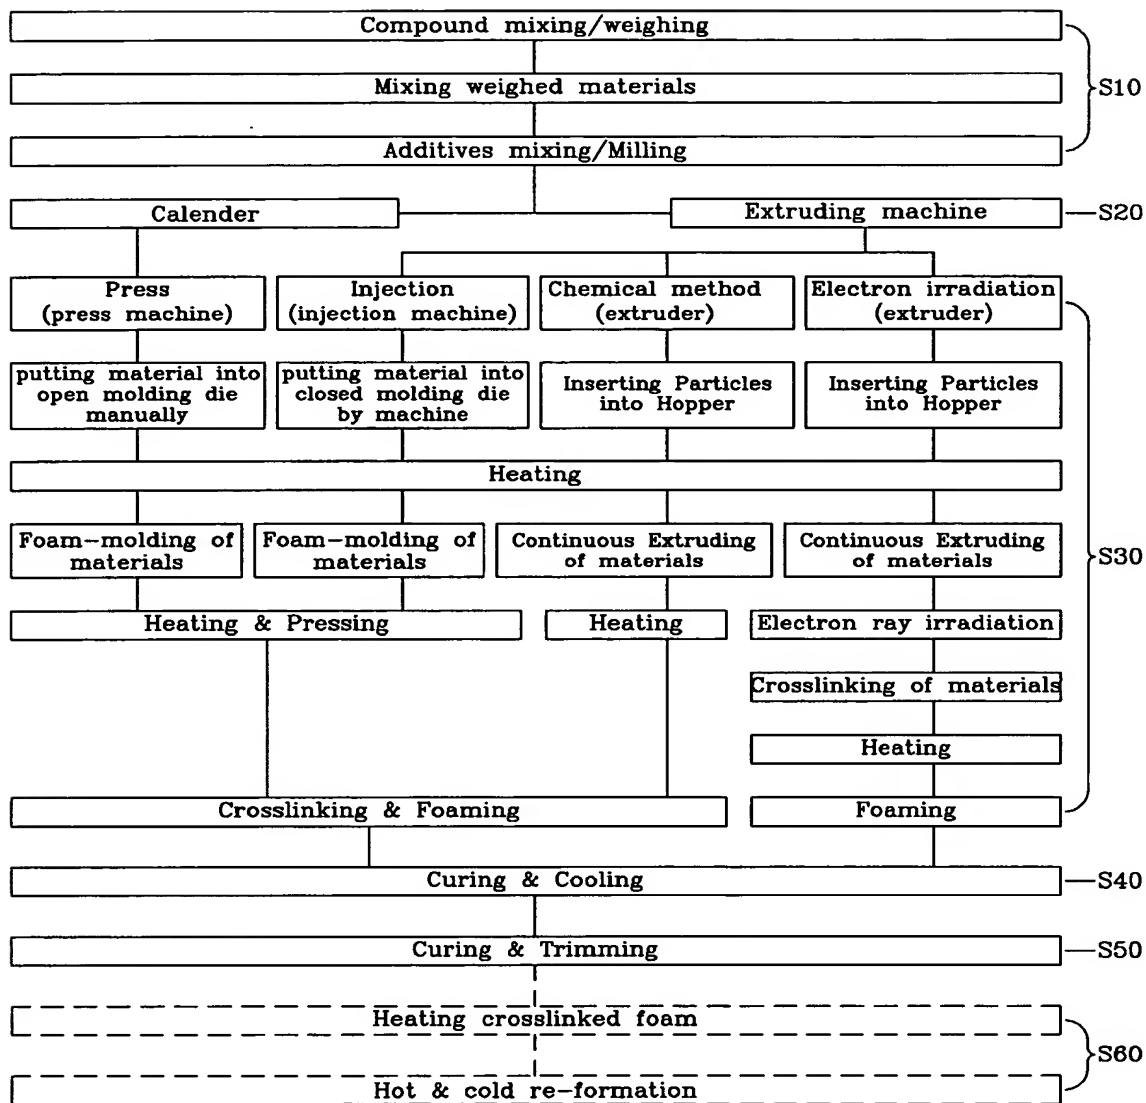 Compound mixing/weighing
Mixing weighed materials
S10
Additives mixing/Milling
Calender
Extruding machine
S20
Press
(press machine)
Injection
(injection machine)
Chemical method
(extruder)
Electron irradiation
(extruder)
putting material into
open molding die
manually
putting material into
closed molding die
by machine
Inserting Particles
into Hopper
Inserting Particles
into Hopper
Heating
Foam-molding of
materials
Foam-molding of
materials
Continuous Extruding
of materials
Continuous Extruding
of materials
S30
Heating & Pressing
Heating
Electron ray irradiation
Crosslinking of materials
Heating
Crosslinking & Foaming
Foaming
Curing & Cooling
S40
Curing & Trimming
S50
Heating crosslinked foam
S60
Hot & cold re-formation